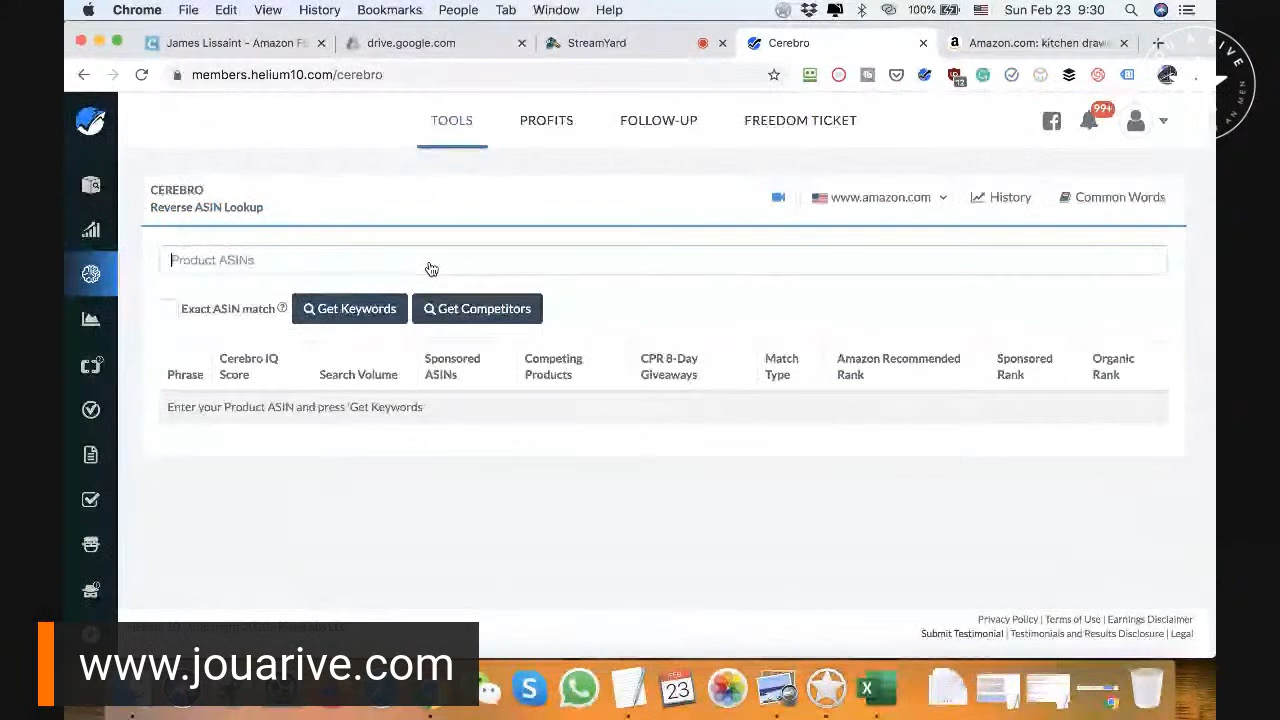 Chrome File Edit View History Bookmarks People Tab Window Help 100% Sun Feb 23 9:30
James Lissaint - Amazon F
drive.google.com
StreamYard
Cerebro
Amazon.com: kitchen draw
members.helium10.com/cerebro
12
TOOLS PROFITS FOLLOW-UP FREEDOM TICKET
99+
CEREBRO
Reverse ASIN Lookup
www.amazon.com History Common Words
Product ASINs
Exact ASIN match Get Keywords Get Competitors
Phrase
Cerebro IQ Score
Search Volume
Sponsored ASINs
Competing Products
CPR 8-Day Giveaways
Match Type
Amazon Recommended Rank
Sponsored Rank
Organic Rank
Enter your Product ASIN and press 'Get Keywords'
Privacy Policy | Terms of Use | Earnings Disclaimer
Submit Testimonial | Testimonials and Results Disclosure | Legal
www.jouarive.com
FEB
23